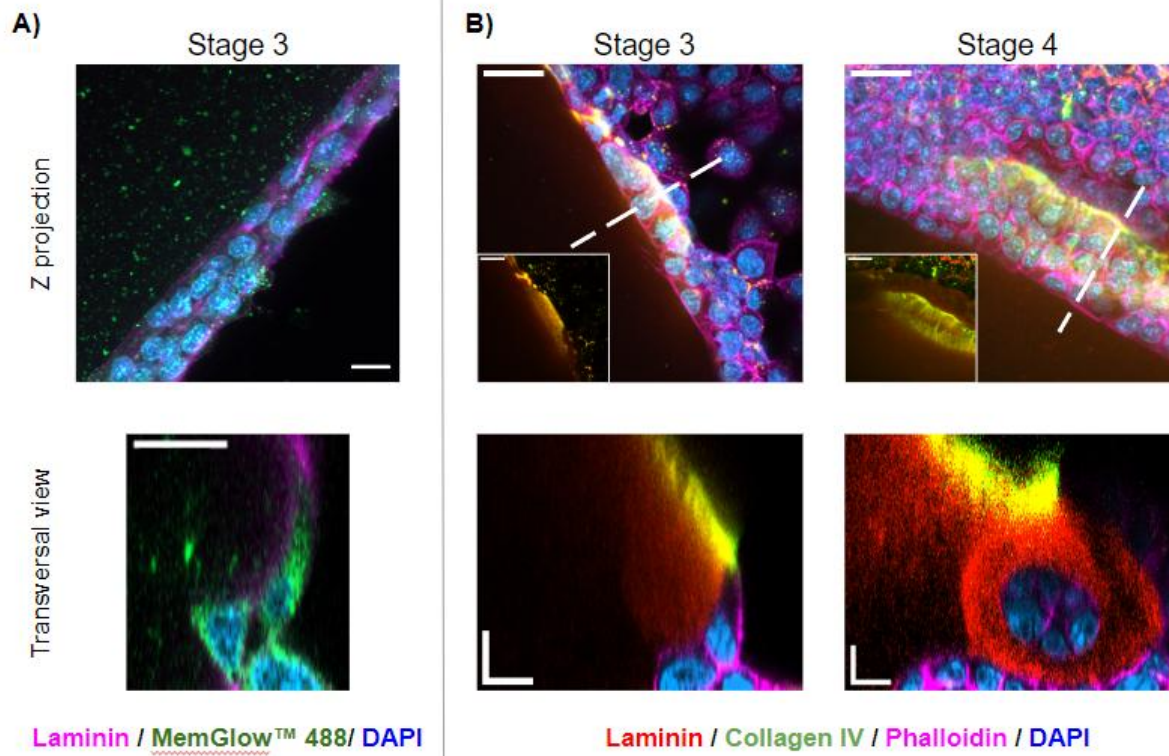 A)
Stage 3
B)
Stage 3
Stage 4
Z projection
Transversal view
Laminin / MemGlow™ 488/ DAPI
Laminin / Collagen IV / Phalloidin / DAPI